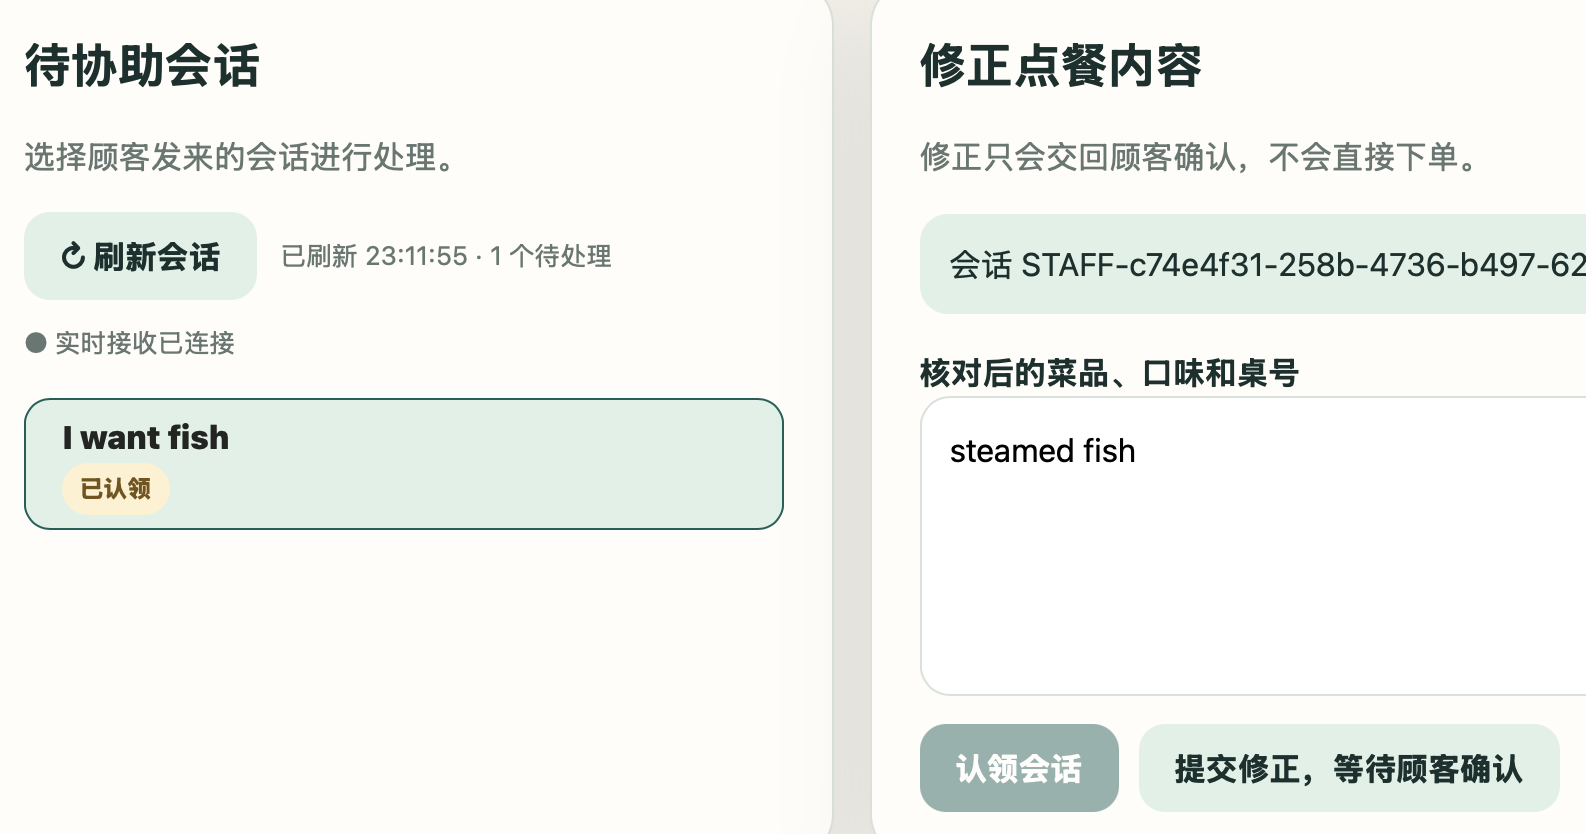 待协助会话
选择顾客发来的会话进行处理。
↻ 刷新会话
已刷新 23:11:55 · 1 个待处理
● 实时接收已连接
I want fish
已认领
修正点餐内容
修正只会交回顾客确认，不会直接下单。
会话 STAFF-c74e4f31-258b-4736-b497-62
核对后的菜品、口味和桌号
steamed fish
认领会话
提交修正，等待顾客确认